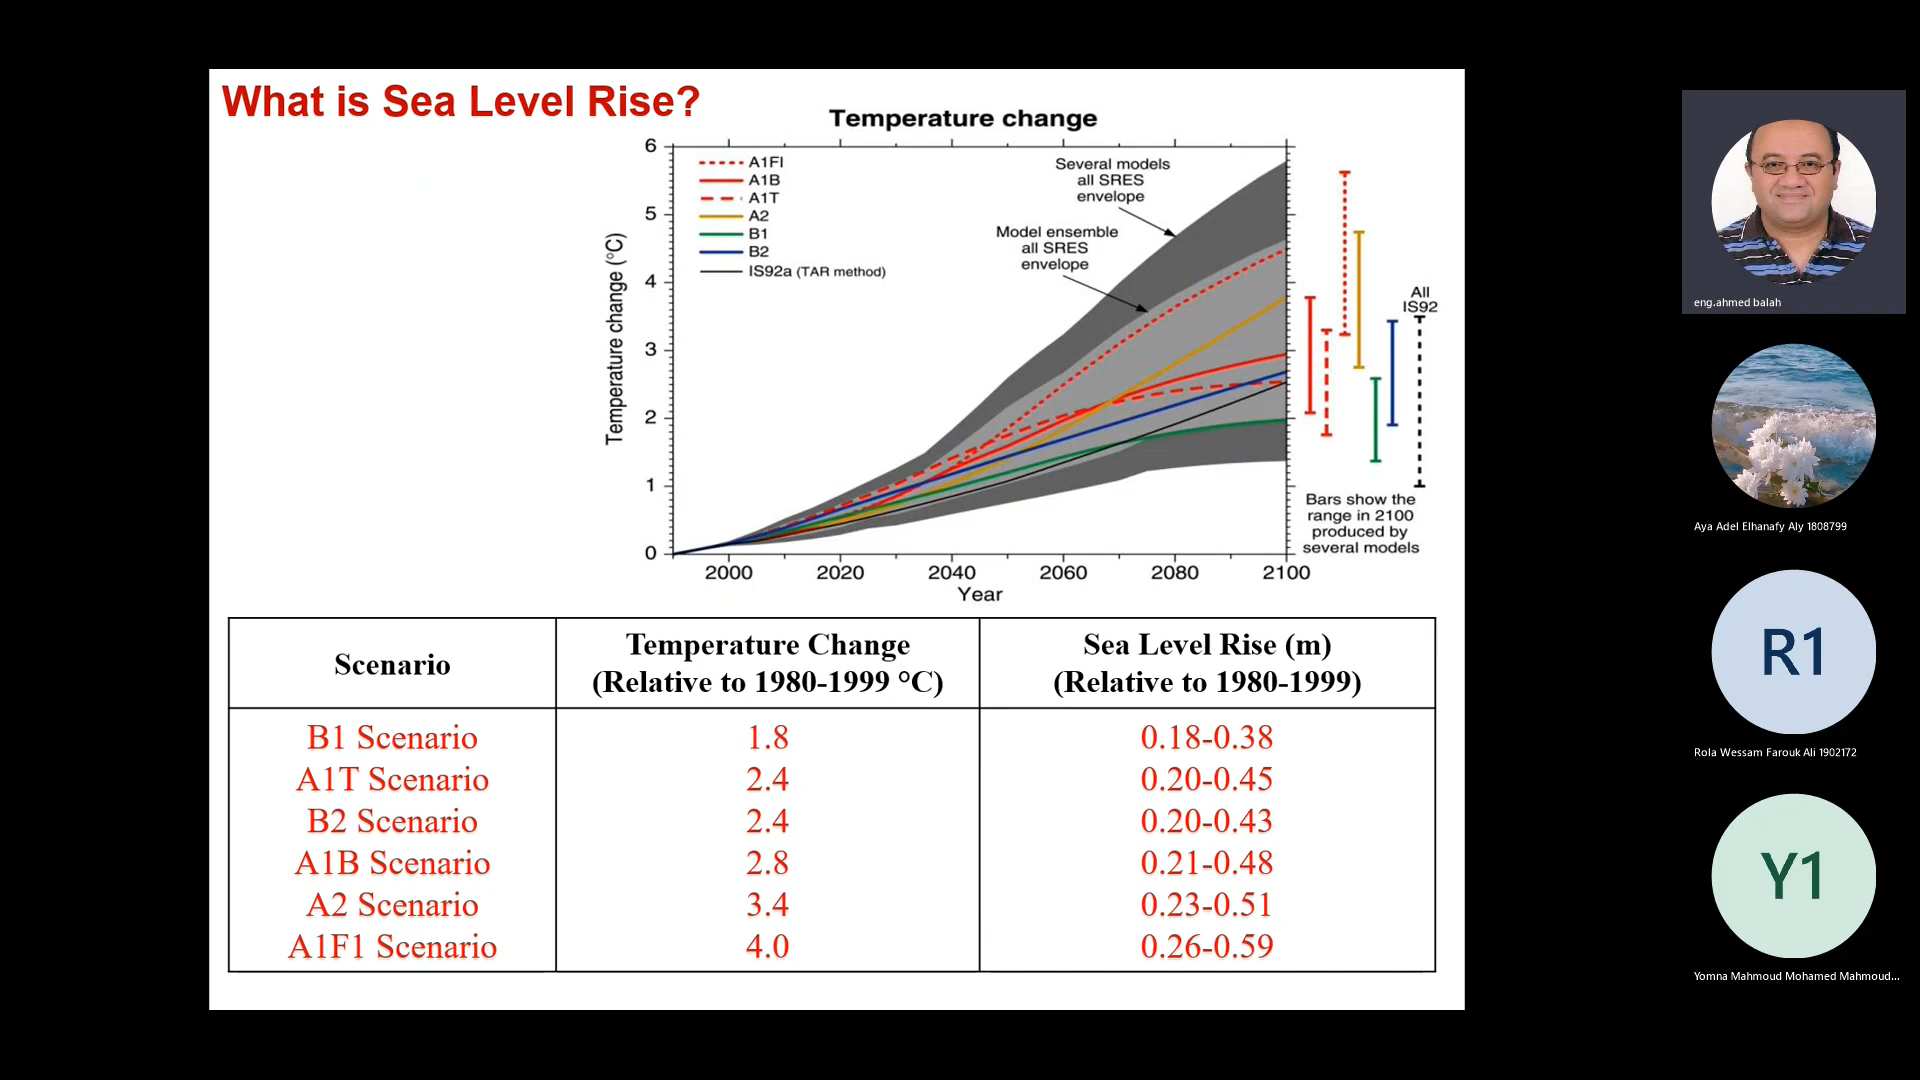 What is Sea Level Rise?
Temperature change
6
5
4
3
2
1
0
Temperature change (°C)
A1FI
A1B
A1T
A2
B1
B2
IS92a (TAR method)
Several models
all SRES
envelope
Model ensemble
all SRES
envelope
2000 2020 2040 2060 2080 2100
Year
All
IS92
Bars show the
range in 2100
produced by
several models
Scenario
Temperature Change
(Relative to 1980-1999 °C)
Sea Level Rise (m)
(Relative to 1980-1999)
B1 Scenario 1.8 0.18-0.38
A1T Scenario 2.4 0.20-0.45
B2 Scenario 2.4 0.20-0.43
A1B Scenario 2.8 0.21-0.48
A2 Scenario 3.4 0.23-0.51
A1F1 Scenario 4.0 0.26-0.59
eng.ahmed balah
Aya Adel Elhanafy Aly 1808799
R1
Rola Wessam Farouk Ali 1902172
Y1
Yomna Mahmoud Mohamed Mahmoud...